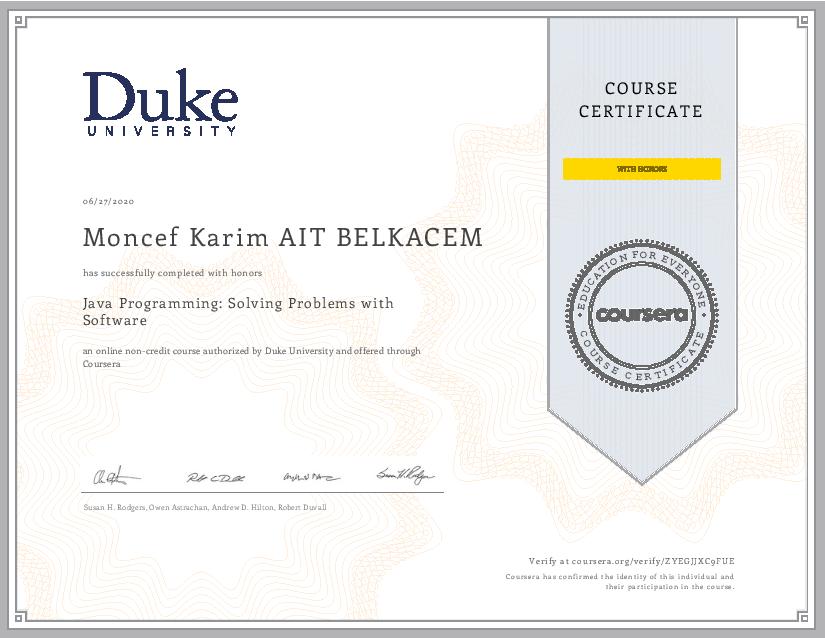 Duke
UNIVERSITY
COURSE
CERTIFICATE
WITH HONORS
06/27/2020
Moncef Karim AIT BELKACEM
has successfully completed with honors
Java Programming: Solving Problems with
Software
an online non-credit course authorized by Duke University and offered through
Coursera
EDUCATION FOR EVERYONE
coursera
COURSE CERTIFICATE
Susan H. Rodgers, Owen Astrachan, Andrew D. Hilton, Robert Duvall
Verify at coursera.org/verify/ZYEGJJXC9FUE
Coursera has confirmed the identity of this individual and
their participation in the course.